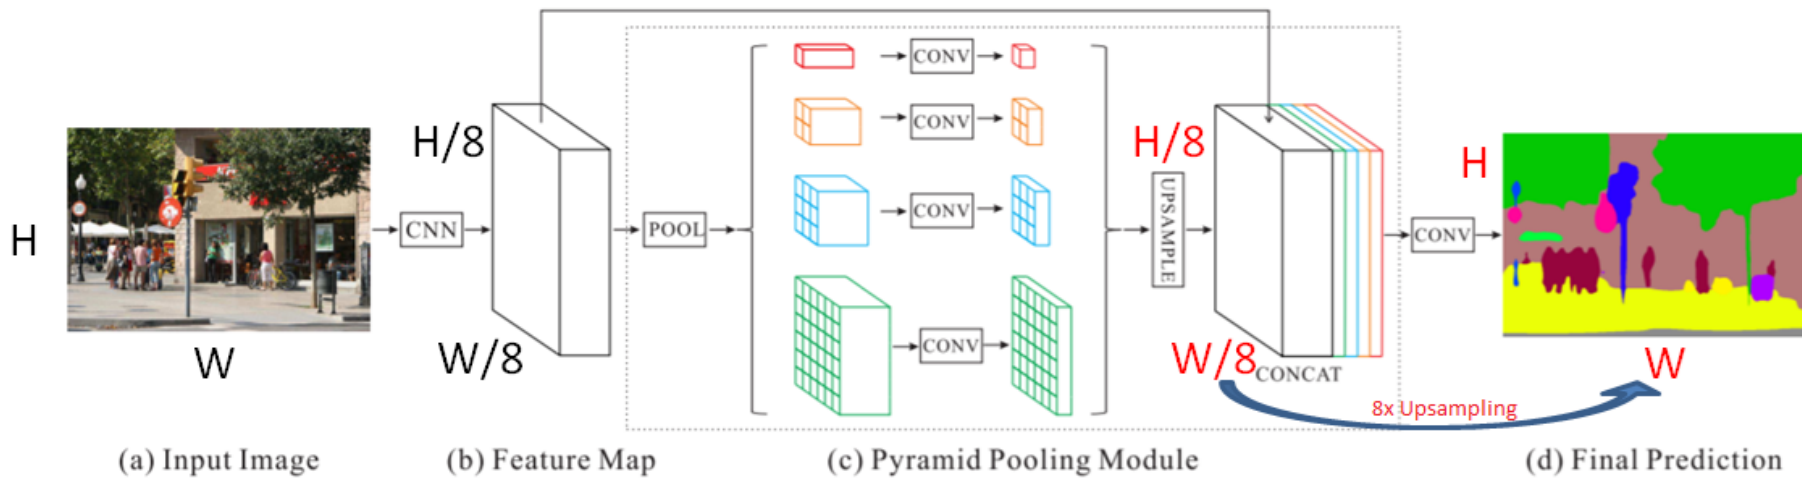 H
W
CNN
H/8
W/8
POOL
CONV
CONV
CONV
CONV
H/8
UPSAMPLE
W/8
CONCAT
CONV
H
W
8x Upsampling
(a) Input Image
(b) Feature Map
(c) Pyramid Pooling Module
(d) Final Prediction